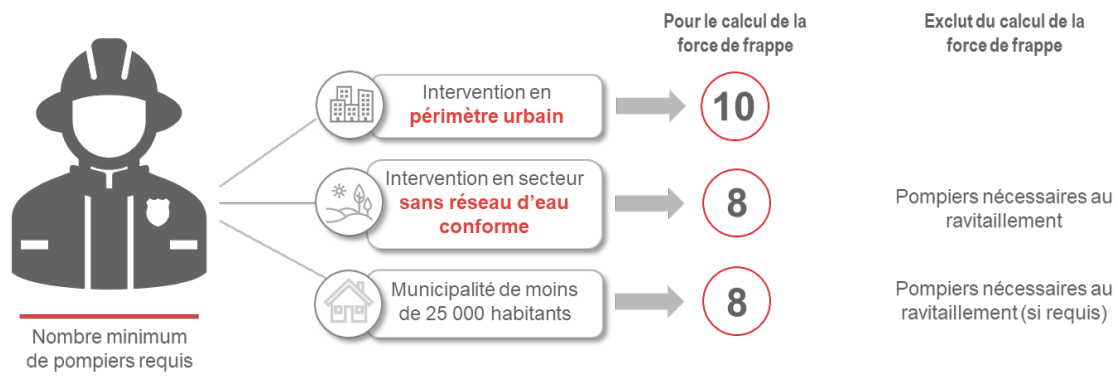 Pour le calcul de la
force de frappe
Exclut du calcul de la
force de frappe
Intervention en
périmètre urbain
10
Intervention en secteur
sans réseau d'eau
conforme
8
Pompiers nécessaires au
ravitaillement
Municipalité de moins
de 25 000 habitants
8
Pompiers nécessaires au
ravitaillement (si requis)
Nombre minimum
de pompiers requis